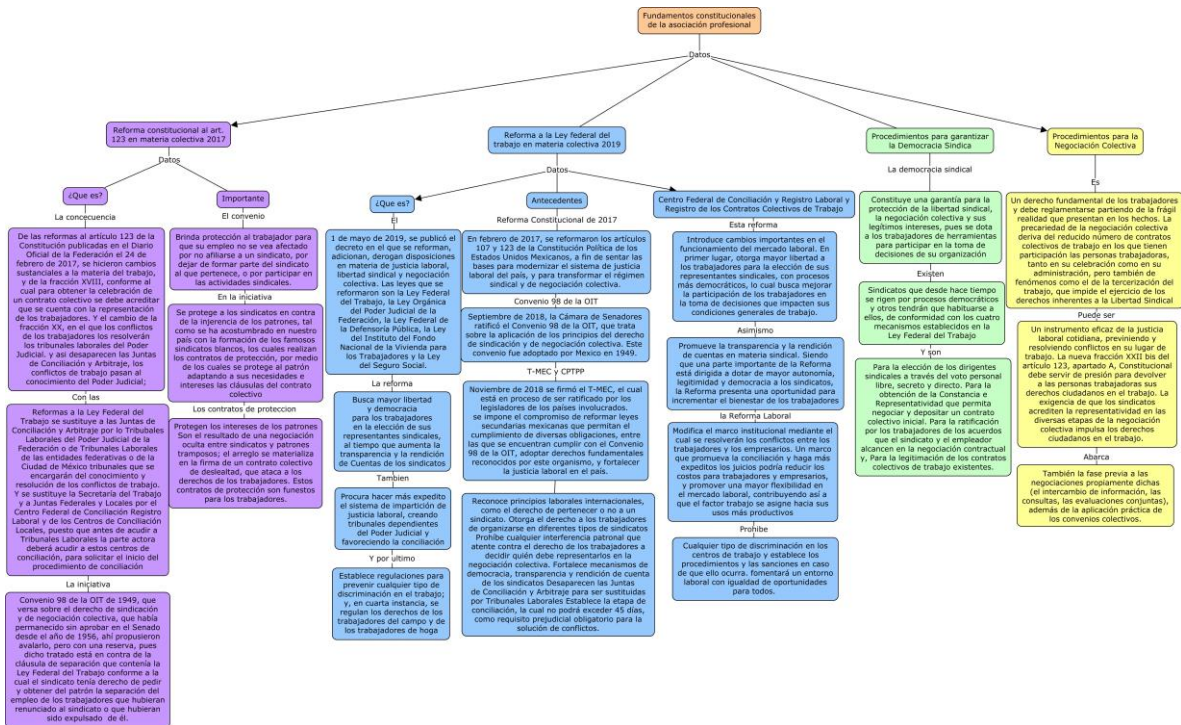 Fundamentos constitucionales
de la asociación profesional
Datos
Reforma constitucional al art.
123 en materia colectiva 2017
Datos
¿Que es?
La concecuencia
De las reformas al artículo 123 de
la Constitución publicadas en el Diario
Oficial de la Federación el 24 de
febrero de 2017, se hicieron cambios
sustanciales a la materia del trabajo,
y de la fracción XVIII, conforme al
cual para obtener la celebración de
un contrato colectivo se debe acreditar
que se cuenta con la representación
de los trabajadores. Y el cambio de la
fracción XX, en el que los conflictos
de los trabajadores los resolverán
los tribunales laborales del Poder
Judicial. y asi desaparecen las Juntas
de Conciliación y Arbitraje, los
conflictos de trabajo pasan al
conocimiento del Poder Judicial;
Con las
Reformas a la Ley Federal del
Trabajo se sustituye a las Juntas de
Conciliación y Arbitraje por lo Tribubales
Laborales del Poder Judicial de la
Federación o de Tribunales Laborales
de las entidades federativas o de la
Ciudad de México tribunales que se
encargarán del conocimiento y
resolución de los conflictos de trabajo.
Y se sustituye la Secretaría del Trabajo
y a Juntas Federales y Locales por el
Centro Federal de Conciliación Registro
Laboral y de los Centros de Conciliación
Locales, puesto que antes de acudir a
Tribunales Laborales la parte actora
deberá acudir a estos centros de
conciliación, para solicitar el inicio del
procedimiento de conciliación
La iniciativa
Convenio 98 de la OIT de 1949, que
versa sobre el derecho de sindicación
y de negociación colectiva, que había
permanecido sin aprobar en el Senado
desde el año de 1956, ahí propusieron
avalarlo, pero con una reserva, pues
dicho tratado está en contra de la
cláusula de separación que contenía la
Ley Federal del Trabajo conforme a la
cual el sindicato tenía derecho de pedir
y obtener del patrón la separación del
empleo de los trabajadores que hubieran
renunciado al sindicato o que hubieran
sido expulsado de él.
Importante
El convenio
Brinda protección al trabajador para
que su empleo no se vea afectado
por no afiliarse a un sindicato, por
dejar de formar parte del sindicato
al que pertenece, o por participar en
las actividades sindicales.
En la iniciativa
Se protege a los sindicatos en contra
de la injerencia de los patrones, tal
como se ha acostumbrado en nuestro
país con la formacion de los famosos
sindicatos blancos, los cuales realizan
los contratos de protección, por medio
de los cuales se protege al patrón
adaptando a sus necesidades e
intereses las cláusulas del contrato
colectivo
Los contratos de proteccion
Protegen los intereses de los patrones
Son el resultado de una negociación
oculta entre sindicatos y patrones
tramposos; el arreglo se materializa
en la firma de un contrato colectivo
de deslealtad, que ataca a los
derechos de los trabajadores. Estos
contratos de protección son funestos
para los trabajadores.
Reforma a la Ley federal del
trabajo en materia colectiva 2019
Datos
¿Que es?
El
1 de mayo de 2019, se publicó el
decreto en el que se reforman,
adicionan, derogan disposiciones
en materia de justicia laboral,
libertad sindical y negociación
colectiva. Las leyes que se
reformaron son la Ley Federal
del Trabajo, la Ley Orgánica
del Poder Judicial de la
Federación, la Ley Federal de
la Defensoría Pública, la Ley
del Instituto del Fondo
Nacional de la Vivienda para
los Trabajadores y la Ley
del Seguro Social.
La reforma
Busca mayor libertad
y democracia
para los trabajadores
en la elección de sus
representantes sindicales,
al tiempo que aumenta la
transparencia y la rendición
de Cuentas de los sindicatos
Tambien
Procura hacer más expedito
el sistema de impartición de
justicia laboral, creando
tribunales dependientes
del Poder Judicial y
favoreciendo la conciliación
Y por ultimo
Establece regulaciones para
prevenir cualquier tipo de
discriminación en el trabajo;
y, en cuarta instancia, se
regulan los derechos de los
trabajadores del campo y de
los trabajadores de hoga
Antecedentes
Reforma Constitucional de 2017
En febrero de 2017, se reformaron los artículos
107 y 123 de la Constitución Política de los
Estados Unidos Mexicanos, a fin de sentar las
bases para modernizar el sistema de justicia
laboral del país, y para transformar el régimen
sindical y de negociación colectiva.
Convenio 98 de la OIT
Septiembre de 2018, la Cámara de Senadores
ratificó el Convenio 98 de la OIT, que trata
sobre la aplicación de los principios del derecho
de sindicación y de negociación colectiva. Este
convenio fue adoptado por Mexico en 1949.
T-MEC y CPTPP
Noviembre de 2018 se firmó el T-MEC, el cual
está en proceso de ser ratificado por los
legisladores de los países involucrados.
se impone el compromiso de reformar leyes
secundarias mexicanas que permitan el
cumplimiento de diversas obligaciones, entre
las que se encuentran cumplir con el Convenio
98 de la OIT, adoptar derechos fundamentales
reconocidos por este organismo, y fortalecer
la justicia laboral en el país.
Reconoce principios laborales internacionales,
como el derecho de pertenecer o no a un
sindicato. Otorga el derecho a los trabajadores
de organizarse en diferentes tipos de sindicatos
Prohíbe cualquier interferencia patronal que
atente contra el derecho de los trabajadores a
decidir quién debe representarlos en la
negociación colectiva. Fortalece mecanismos de
democracia, transparencia y rendición de cuenta
de los sindicatos Desaparecen las Juntas
de Conciliación y Arbitraje para ser sustituidas
por Tribunales Laborales Establece la etapa de
conciliación, la cual no podrá exceder 45 días,
como requisito prejudicial obligatorio para la
solución de conflictos.
Centro Federal de Conciliación y Registro Laboral y
Registro de los Contratos Colectivos de Trabajo
Esta reforma
Introduce cambios importantes en el
funcionamiento del mercado laboral. En
primer lugar, otorga mayor libertad a
los trabajadores para la elección de sus
representantes sindicales, con procesos
más democráticos, lo cual busca mejorar
la participación de los trabajadores en
la toma de decisiones que impacten sus
condiciones generales de trabajo.
Asimismo
Promueve la transparencia y la rendición
de cuentas en materia sindical. Siendo
que una parte importante de la Reforma
está dirigida a dotar de mayor autonomía,
legitimidad y democracia a los sindicatos,
la Reforma presenta una oportunidad para
incrementar el bienestar de los trabajadores
la Reforma Laboral
Modifica el marco institucional mediante el
cual se resolverán los conflictos entre los
trabajadores y los empresarios. Un marco
que promueva la conciliación y haga más
expeditos los juicios podría reducir los
costos para trabajadores y empresarios,
y promover una mayor flexibilidad en
el mercado laboral, contribuyendo así a
que el factor trabajo se asigne hacia sus
usos más productivos
Prohibe
Cualquier tipo de discriminación en los
centros de trabajo y establece los
procedimientos y las sanciones en caso
de que ello ocurra. fomentará un entorno
laboral con igualdad de oportunidades
para todos.
Procedimientos para garantizar
la Democracia Sindica
La democracia sindical
Constituye una garantía para la
protección de la libertad sindical,
la negociación colectiva y sus
legítimos intereses, pues se dota
a los trabajadores de herramientas
para participar en la toma de
decisiones de su organización
Existen
Sindicatos que desde hace tiempo
se rigen por procesos democráticos
y otros tendrán que habituarse a
ellos, de conformidad con los cuatro
mecanismos establecidos en la
Ley Federal del Trabajo
Y son
Para la elección de los dirigentes
sindicales a través del voto personal
libre, secreto y directo. Para la
obtención de la Constancia e
Representatividad que permita
negociar y depositar un contrato
colectivo inicial. Para la ratificación
por los trabajadores de los acuerdos
que el sindicato y el empleador
alcancen en la negociación contractual
y, Para la legitimación de los contratos
colectivos de trabajo existentes.
Procedimientos para la
Negociación Colectiva
Es
Un derecho fundamental de los trabajadores
y debe reglamentarse partiendo de la frágil
realidad que presentan en los hechos. La
precariedad de la negociación colectiva
deriva del reducido número de contratos
colectivos de trabajo en los que tienen
participación las personas trabajadoras,
tanto en su celebración como en su
administración, pero también de
fenómenos como el de la tercerización del
trabajo, que impide el ejercicio de los
derechos inherentes a la Libertad Sindical
Puede ser
Un instrumento eficaz de la justicia
laboral cotidiana, previniendo y
resolviendo conflictos en su lugar
de trabajo. La nueva fracción XXII bis del
artículo 123, apartado A, Constitucional
debe servir de presión para devolver a
a las personas trabajadoras sus
derechos ciudadanos en el trabajo. La
exigencia de que los sindicatos
acrediten la representatividad en las
diversas etapas de la negociación
colectiva impulsa los derechos
ciudadanos en el trabajo.
Abarca
También la fase previa a las
negociaciones propiamente dichas
(el intercambio de información, las
consultas, las evaluaciones conjuntas),
además de la aplicación práctica de
los convenios colectivos.